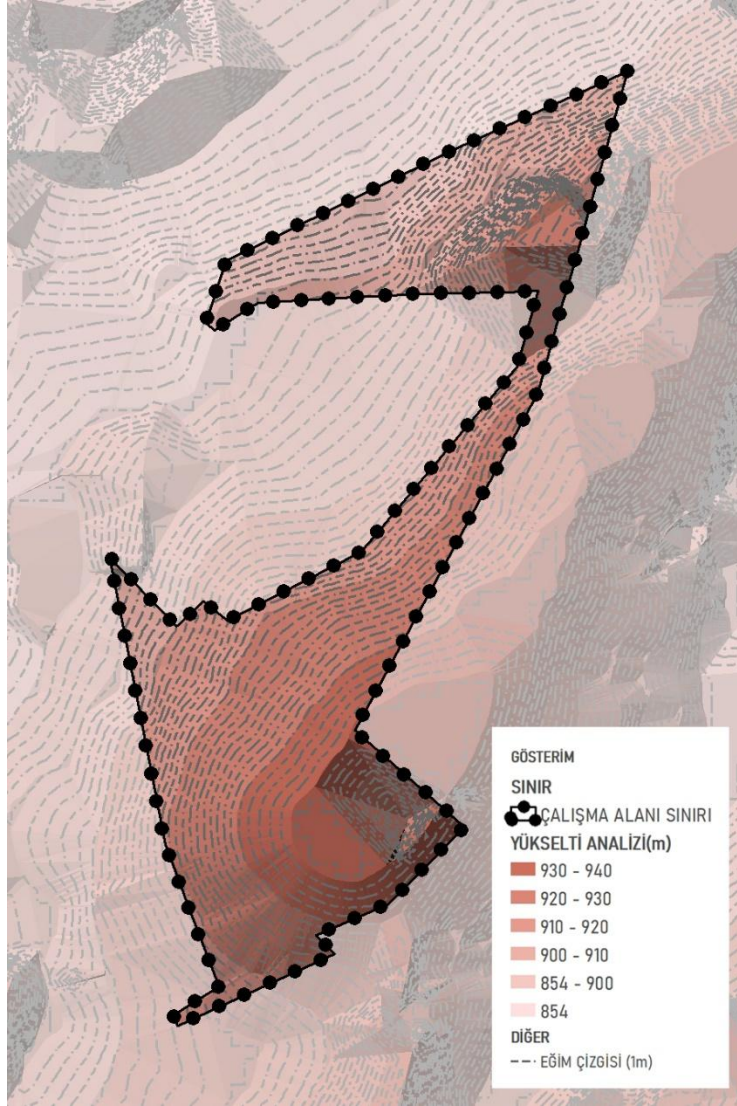 GÖSTERİM
SINIR
ÇALIŞMA ALANI SINIRI
YÜKSELTİ ANALİZİ(m)
930 - 940
920 - 930
910 - 920
900 - 910
854 - 900
854
DİĞER
EĞİM ÇİZGİSİ (1m)